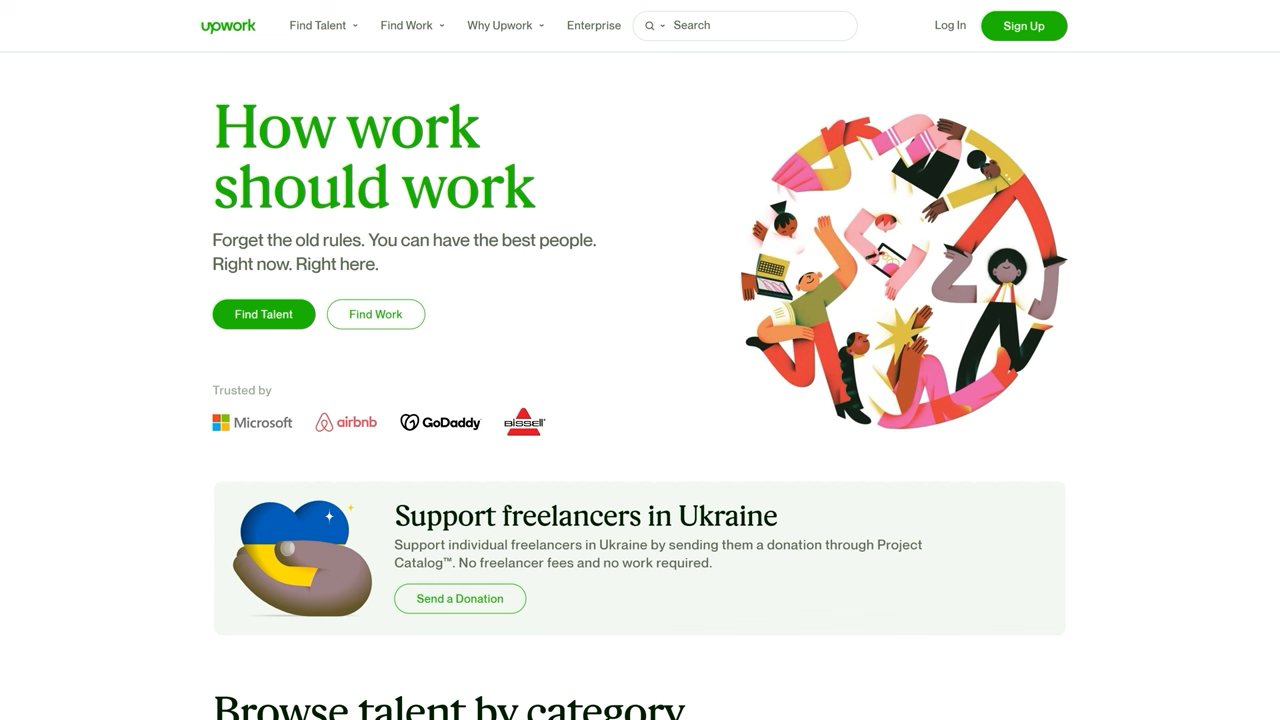 upwork
Find Talent
Find Work
Why Upwork
Enterprise
Search
Log In
Sign Up
How work
should work
Forget the old rules. You can have the best people.
Right now. Right here.
Find Talent
Find Work
Trusted by
Microsoft
airbnb
GoDaddy
BISSELL
Support freelancers in Ukraine
Support individual freelancers in Ukraine by sending them a donation through Project
Catalog™. No freelancer fees and no work required.
Send a Donation
Browse talent by category